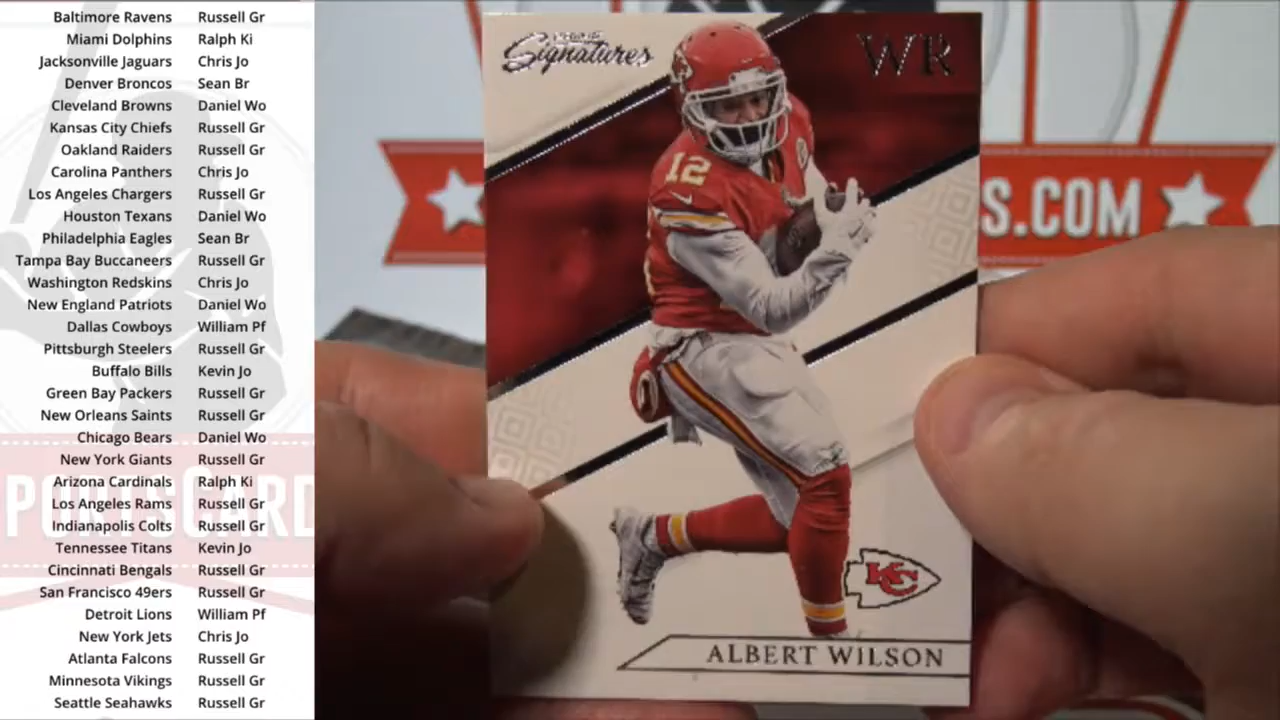 Baltimore Ravens Russell Gr
Miami Dolphins Ralph Ki
Jacksonville Jaguars Chris Jo
Denver Broncos Sean Br
Cleveland Browns Daniel Wo
Kansas City Chiefs Russell Gr
Oakland Raiders Russell Gr
Carolina Panthers Chris Jo
Los Angeles Chargers Russell Gr
Houston Texans Daniel Wo
Philadelphia Eagles Sean Br
Tampa Bay Buccaneers Russell Gr
Washington Redskins Chris Jo
New England Patriots Daniel Wo
Dallas Cowboys William Pf
Pittsburgh Steelers Russell Gr
Buffalo Bills Kevin Jo
Green Bay Packers Russell Gr
New Orleans Saints Russell Gr
Chicago Bears Daniel Wo
New York Giants Russell Gr
Arizona Cardinals Ralph Ki
Los Angeles Rams Russell Gr
Indianapolis Colts Russell Gr
Tennessee Titans Kevin Jo
Cincinnati Bengals Russell Gr
San Francisco 49ers Russell Gr
Detroit Lions William Pf
New York Jets Chris Jo
Atlanta Falcons Russell Gr
Minnesota Vikings Russell Gr
Seattle Seahawks Russell Gr
PORTSCARD
Signatures
WR
12
S.COM
KC
ALBERT WILSON